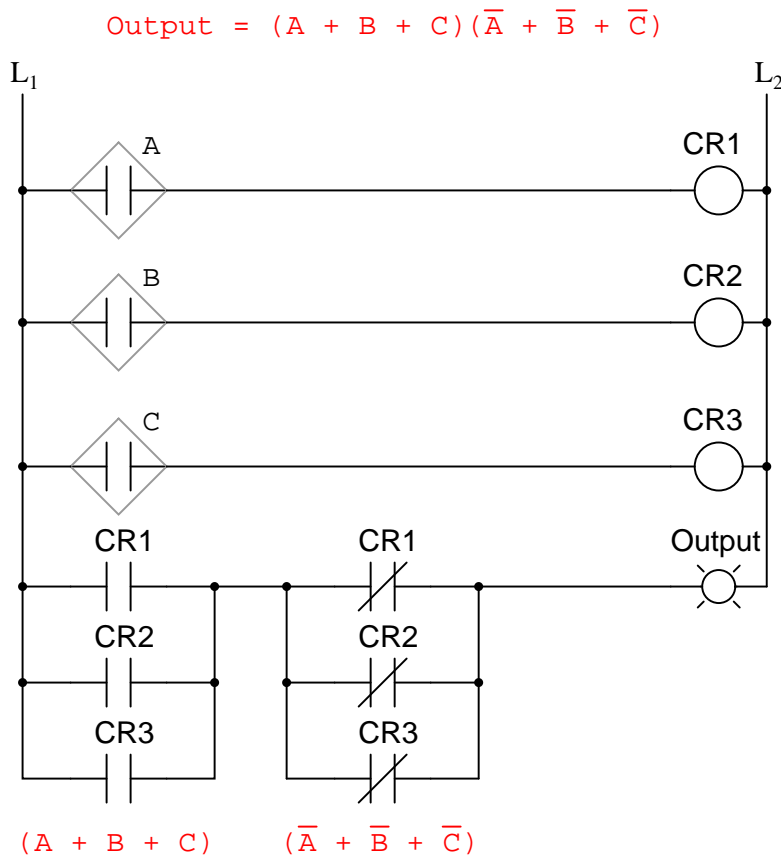 Output = (A + B + C)(A̅ + B̅ + C̅)
L₁ L₂
A CR1
B CR2
C CR3
CR1 CR1 Output
CR2 CR2
CR3 CR3
(A + B + C) (A̅ + B̅ + C̅)